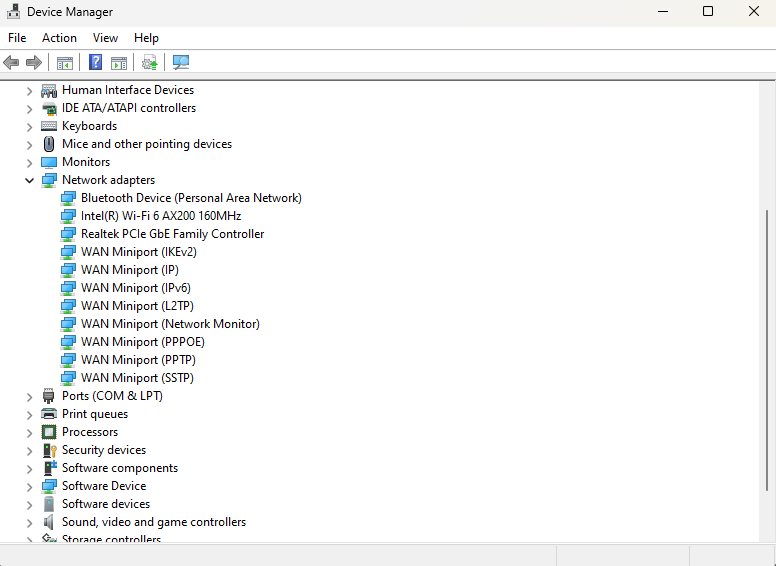 Device Manager
File Action View Help
Human Interface Devices
IDE ATA/ATAPI controllers
Keyboards
Mice and other pointing devices
Monitors
Network adapters
Bluetooth Device (Personal Area Network)
Intel(R) Wi-Fi 6 AX200 160MHz
Realtek PCIe GbE Family Controller
WAN Miniport (IKEv2)
WAN Miniport (IP)
WAN Miniport (IPv6)
WAN Miniport (L2TP)
WAN Miniport (Network Monitor)
WAN Miniport (PPPOE)
WAN Miniport (PPTP)
WAN Miniport (SSTP)
Ports (COM & LPT)
Print queues
Processors
Security devices
Software components
Software Device
Software devices
Sound, video and game controllers
Storage controllers